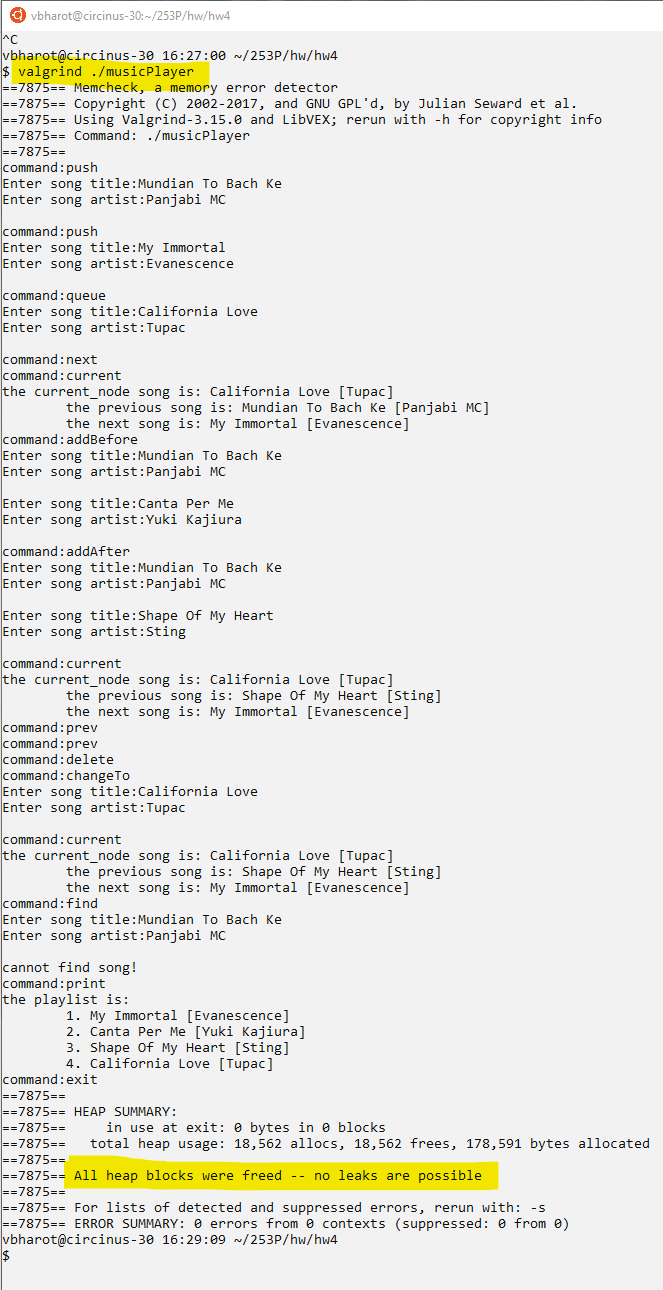 vbharot@circinus-30:~/253P/hw/hw4
^C
vbharot@circinus-30 16:27:00 ~/253P/hw/hw4
$ valgrind ./musicPlayer
==7875== Memcheck, a memory error detector
==7875== Copyright (C) 2002-2017, and GNU GPL'd, by Julian Seward et al.
==7875== Using Valgrind-3.15.0 and LibVEX; rerun with -h for copyright info
==7875== Command: ./musicPlayer
==7875==
command:push
Enter song title:Mundian To Bach Ke
Enter song artist:Panjabi MC

command:push
Enter song title:My Immortal
Enter song artist:Evanescence

command:queue
Enter song title:California Love
Enter song artist:Tupac

command:next
command:current
the current_node song is: California Love [Tupac]
        the previous song is: Mundian To Bach Ke [Panjabi MC]
        the next song is: My Immortal [Evanescence]
command:addBefore
Enter song title:Mundian To Bach Ke
Enter song artist:Panjabi MC

Enter song title:Canta Per Me
Enter song artist:Yuki Kajiura

command:addAfter
Enter song title:Mundian To Bach Ke
Enter song artist:Panjabi MC

Enter song title:Shape Of My Heart
Enter song artist:Sting

command:current
the current_node song is: California Love [Tupac]
        the previous song is: Shape Of My Heart [Sting]
        the next song is: My Immortal [Evanescence]
command:prev
command:prev
command:delete
command:changeTo
Enter song title:California Love
Enter song artist:Tupac

command:current
the current_node song is: California Love [Tupac]
        the previous song is: Shape Of My Heart [Sting]
        the next song is: My Immortal [Evanescence]
command:find
Enter song title:Mundian To Bach Ke
Enter song artist:Panjabi MC

cannot find song!
command:print
the playlist is:
        1. My Immortal [Evanescence]
        2. Canta Per Me [Yuki Kajiura]
        3. Shape Of My Heart [Sting]
        4. California Love [Tupac]
command:exit
==7875==
==7875== HEAP SUMMARY:
==7875==     in use at exit: 0 bytes in 0 blocks
==7875==   total heap usage: 18,562 allocs, 18,562 frees, 178,591 bytes allocated
==7875==
==7875== All heap blocks were freed -- no leaks are possible
==7875==
==7875== For lists of detected and suppressed errors, rerun with: -s
==7875== ERROR SUMMARY: 0 errors from 0 contexts (suppressed: 0 from 0)
vbharot@circinus-30 16:29:09 ~/253P/hw/hw4
$